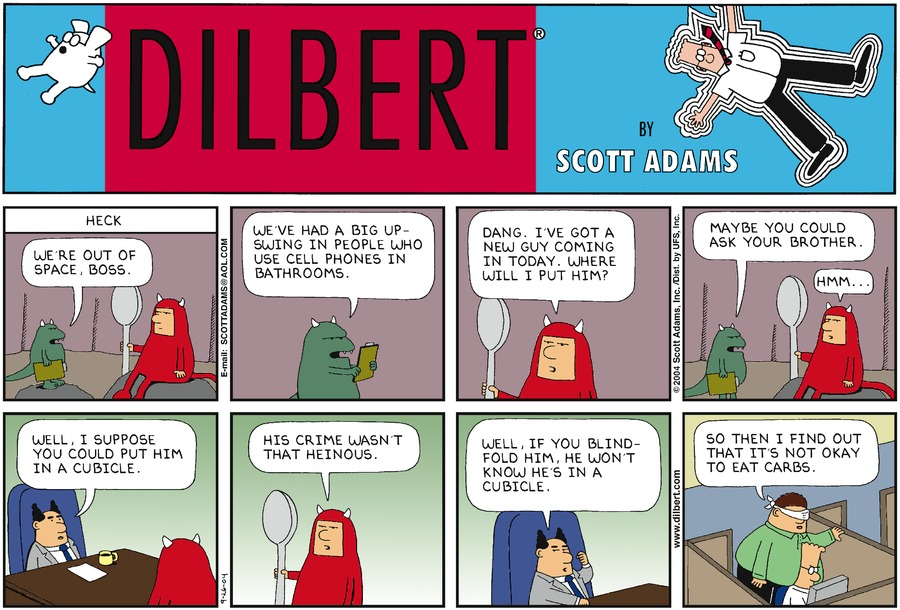 DILBERT®
BY
SCOTT ADAMS
HECK
WE'RE OUT OF
SPACE, BOSS.
E-mail: SCOTTADAMS@AOL.COM
WE'VE HAD A BIG UP-
SWING IN PEOPLE WHO
USE CELL PHONES IN
BATHROOMS.
DANG. I'VE GOT A
NEW GUY COMING
IN TODAY. WHERE
WILL I PUT HIM?
© 2004 Scott Adams, Inc./Dist. by UFS, Inc.
MAYBE YOU COULD
ASK YOUR BROTHER.
HMM...
WELL, I SUPPOSE
YOU COULD PUT HIM
IN A CUBICLE.
9-26-04
HIS CRIME WASN'T
THAT HEINOUS.
WELL, IF YOU BLIND-
FOLD HIM, HE WON'T
KNOW HE'S IN A
CUBICLE.
www.dilbert.com
SO THEN I FIND OUT
THAT IT'S NOT OKAY
TO EAT CARBS.